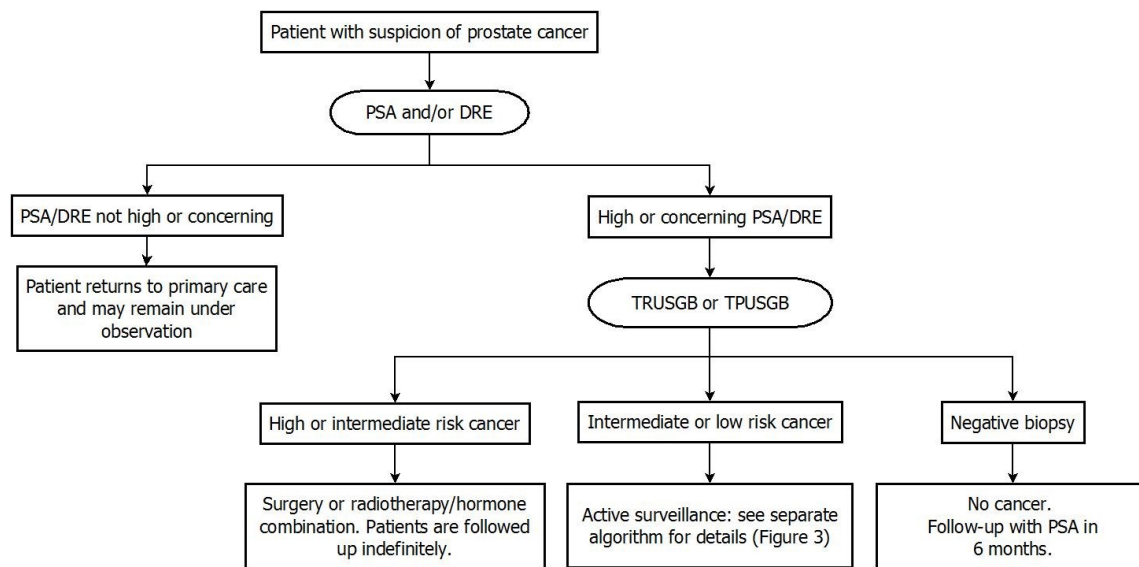 Patient with suspicion of prostate cancer
PSA and/or DRE
PSA/DRE not high or concerning
High or concerning PSA/DRE
Patient returns to primary care
and may remain under
observation
TRUSGB or TPUSGB
High or intermediate risk cancer
Intermediate or low risk cancer
Negative biopsy
Surgery or radiotherapy/hormone
combination. Patients are followed
up indefinitely.
Active surveillance: see separate
algorithm for details (Figure 3)
No cancer.
Follow-up with PSA in
6 months.